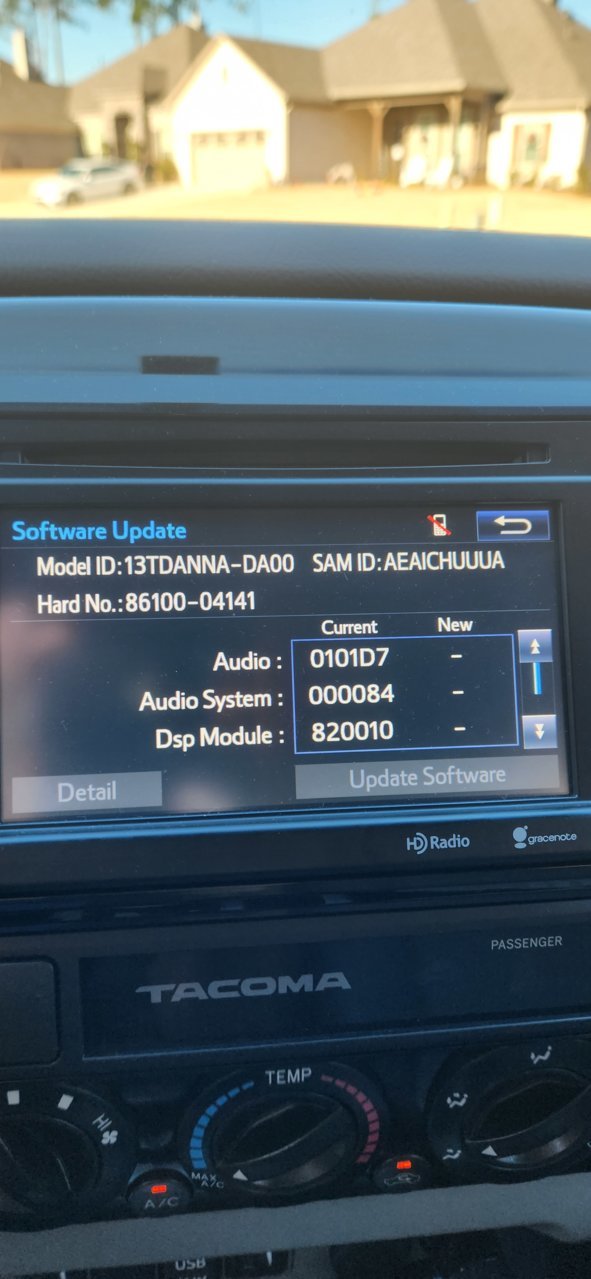 Software Update
Model ID:13TDANNA-DA00 SAM ID:AEAICHUUUA
Hard No.:86100-04141
Current New
Audio : 0101D7 -
Audio System : 000084 -
Dsp Module : 820010 -
Detail Update Software
HD Radio gracenote
PASSENGER
TACOMA
TEMP
HI
MAX A/C
A/C
USB